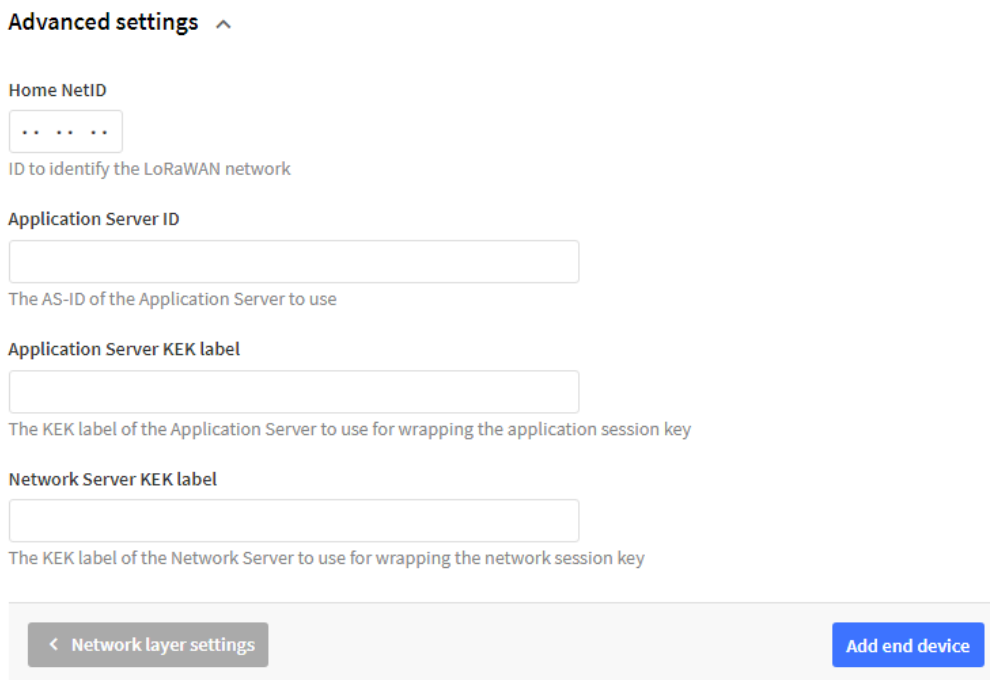 Advanced settings
Home NetID
·· ·· ··
ID to identify the LoRaWAN network
Application Server ID
The AS-ID of the Application Server to use
Application Server KEK label
The KEK label of the Application Server to use for wrapping the application session key
Network Server KEK label
The KEK label of the Network Server to use for wrapping the network session key
Network layer settings
Add end device